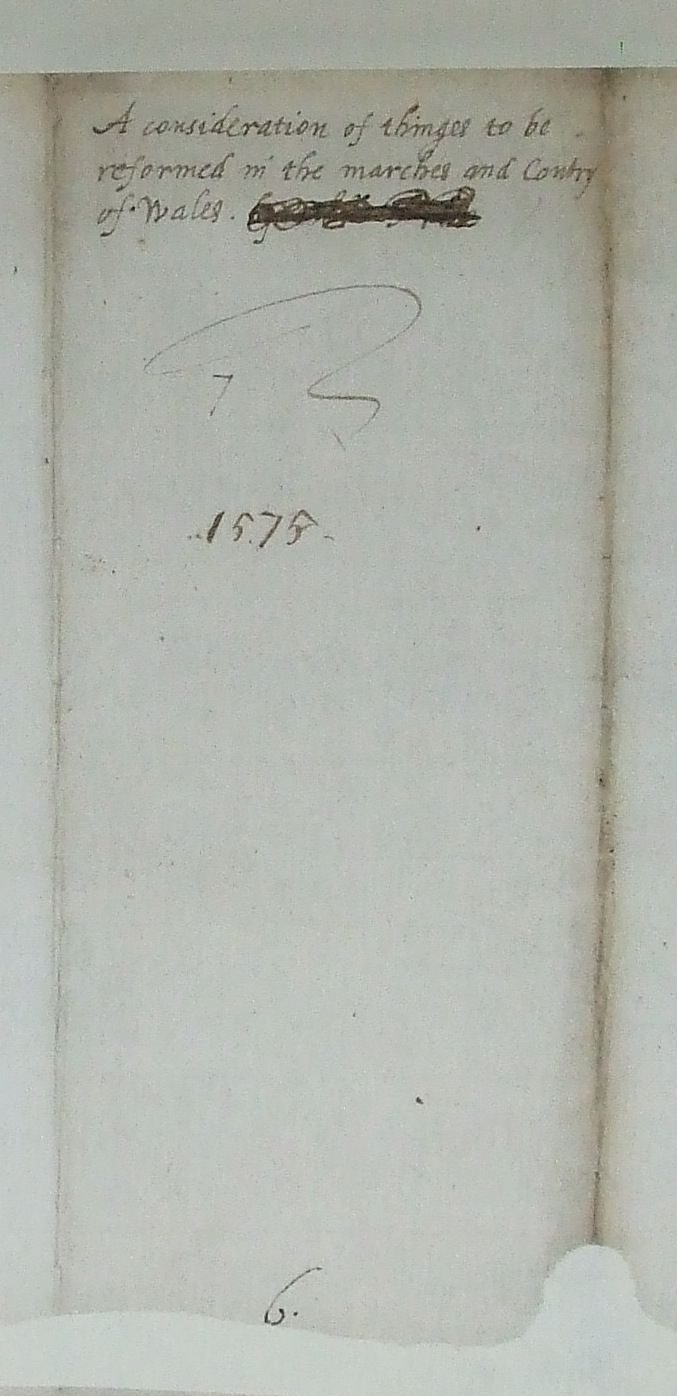 A consideration of thinges to be
reformed in the marches and Contry
of Wales.
7
1575
6.